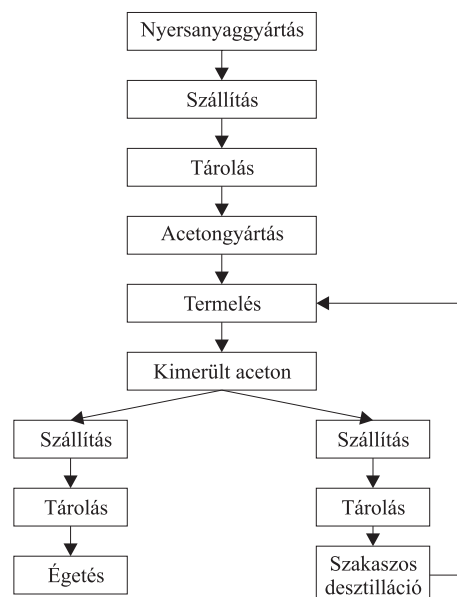 Nyersanyaggyártás
Szállítás
Tárolás
Acetongyártás
Termelés
Kimerült aceton
Szállítás
Szállítás
Tárolás
Tárolás
Égetés
Szakaszos
desztilláció